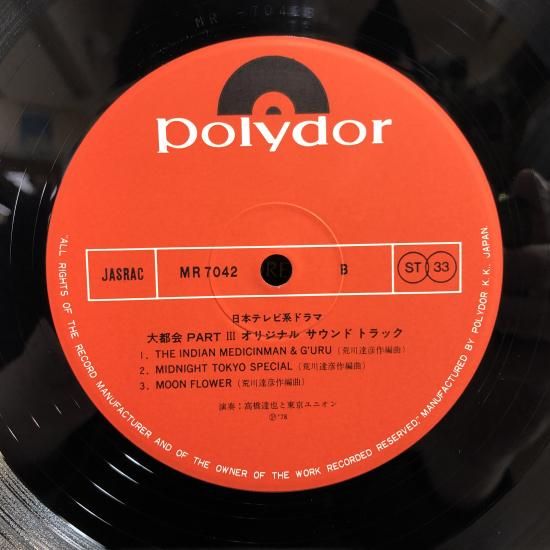 MR-7042B
polydor
JASRAC MR 7042 B ST 33
日本テレビ系ドラマ
大都会 PART III オリジナル サウンド トラック
1. THE INDIAN MEDICINMAN & G'URU (荒川達彦作編曲)
2. MIDNIGHT TOKYO SPECIAL (荒川達彦作編曲)
3. MOON FLOWER (荒川達彦作編曲)
演奏:高橋達也と東京ユニオン
Ⓟ'78
"ALL RIGHTS OF THE RECORD MANUFACTURER AND OF THE OWNER OF THE WORK RECORDED RESERVED." MANUFACTURED BY POLYDOR K.K. JAPAN.